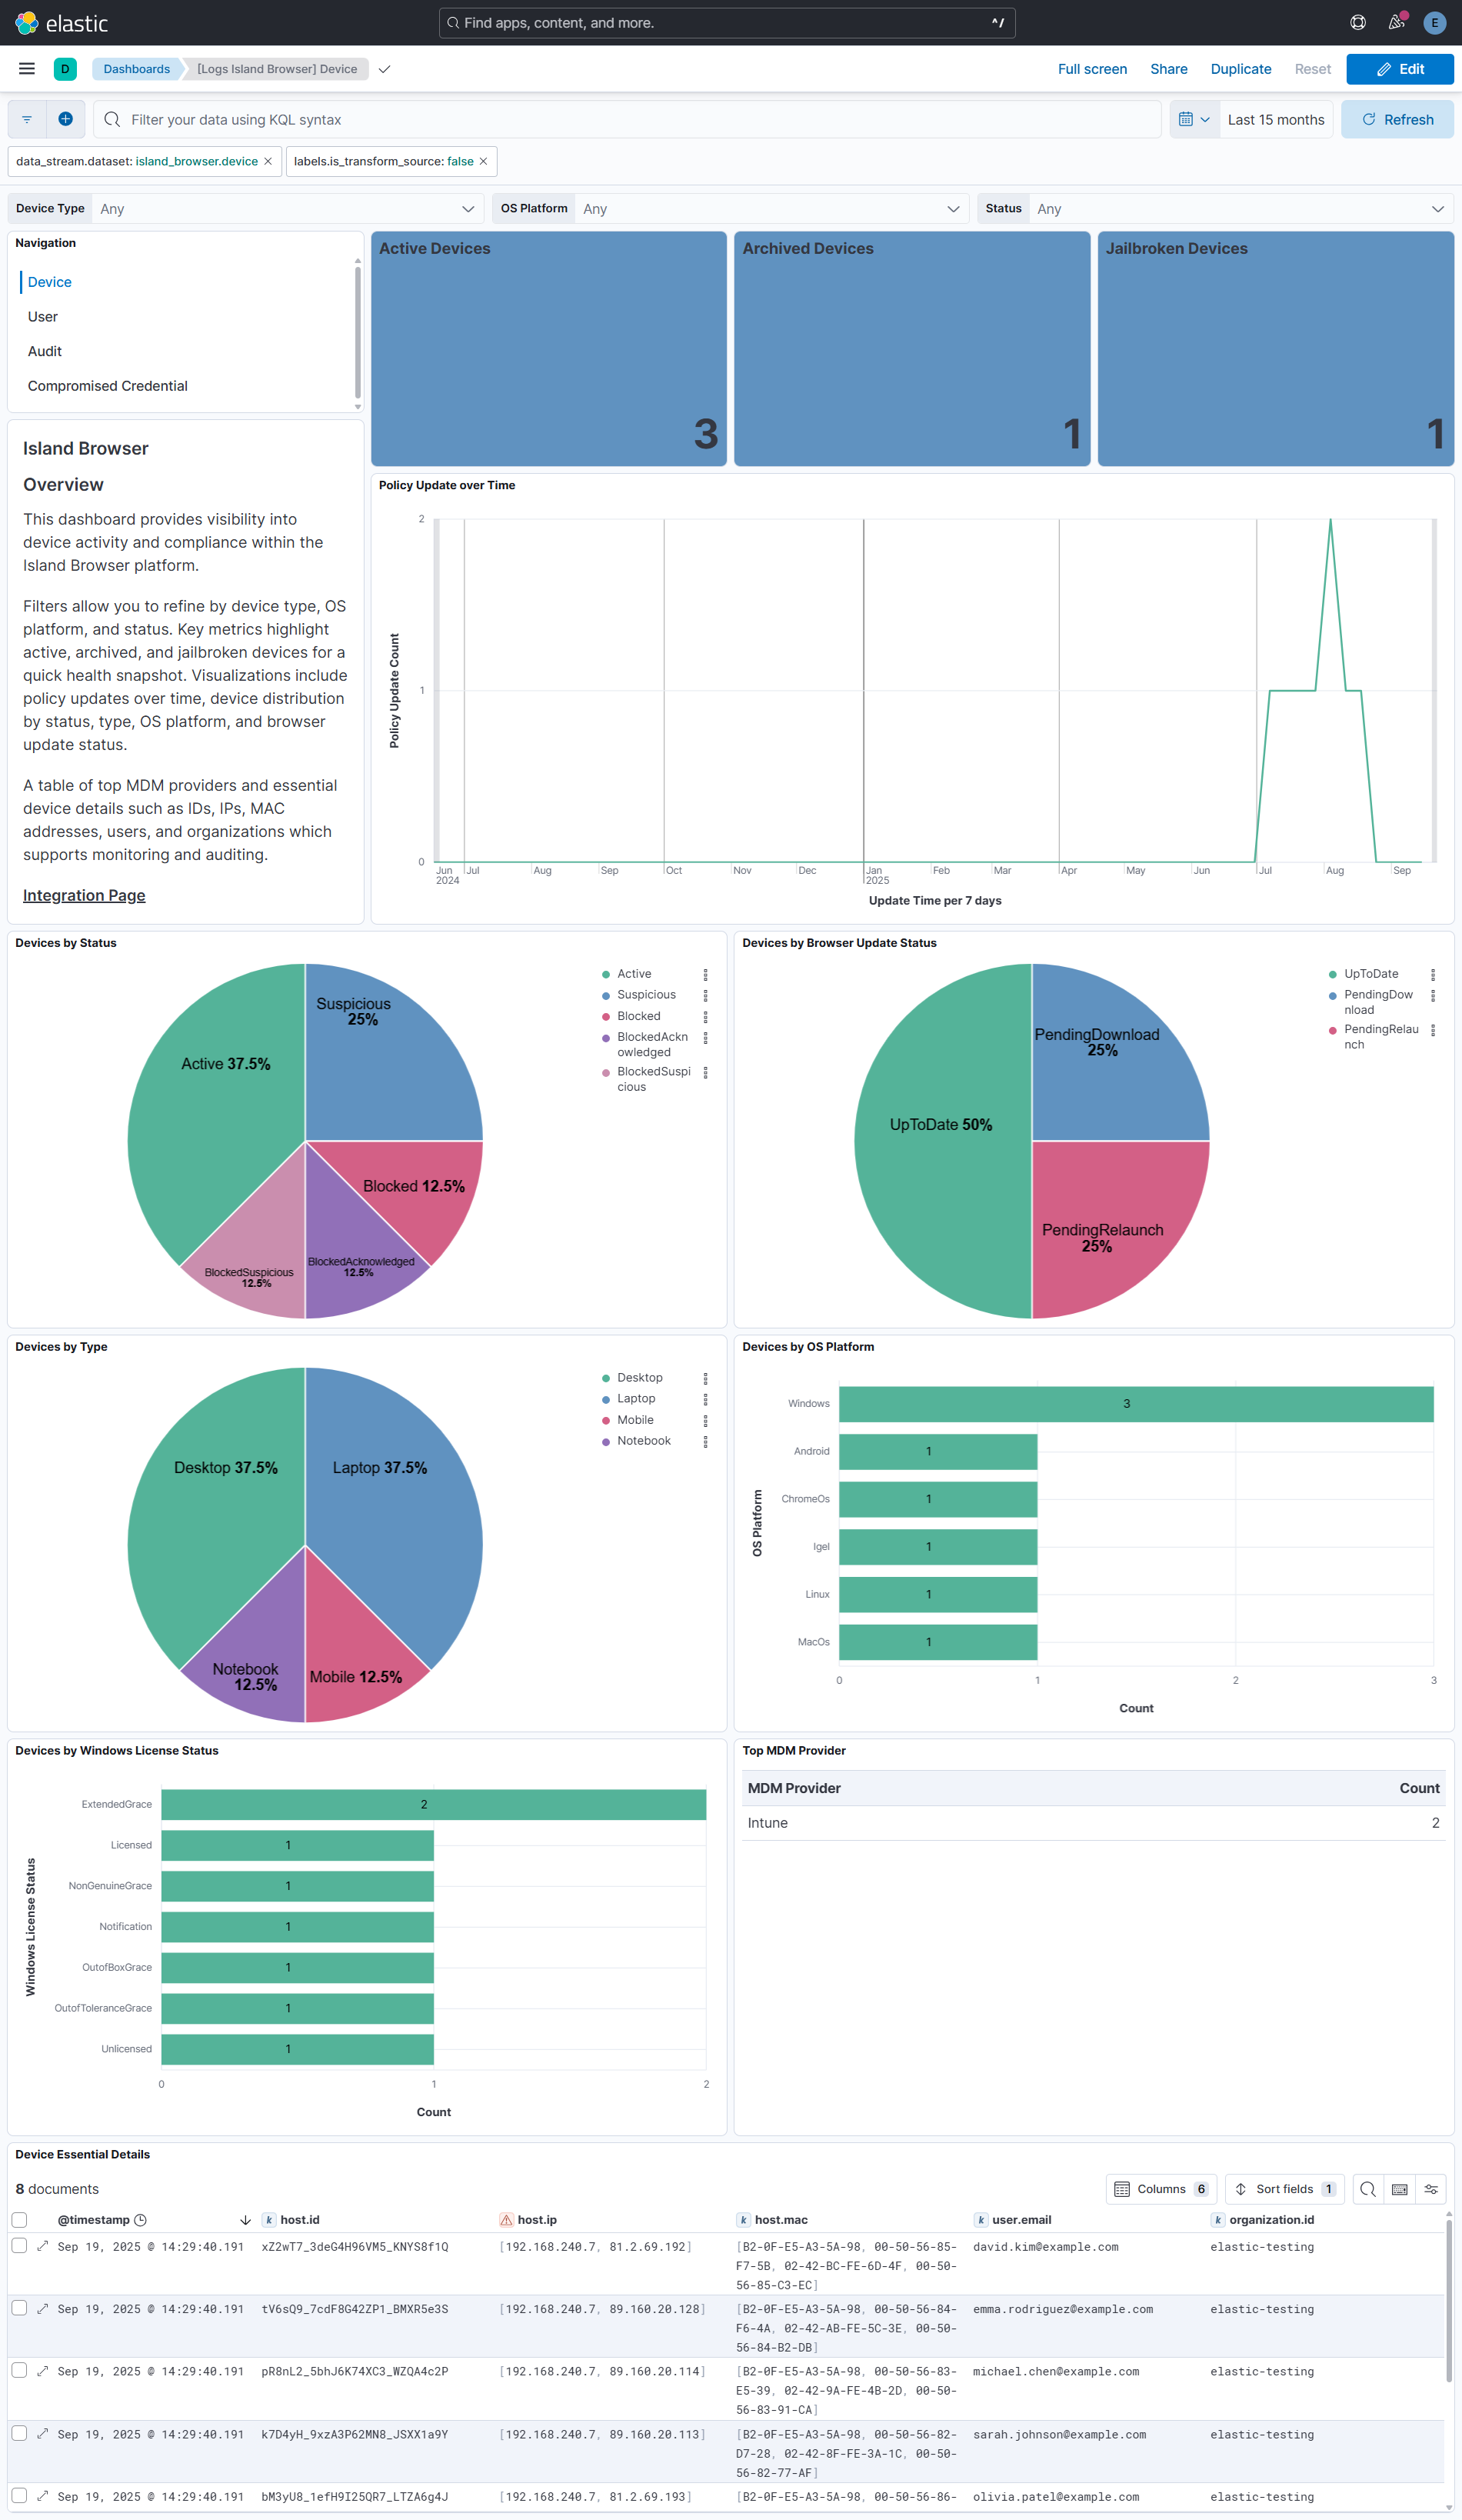 elastic
Find apps, content, and more.
^/
E
D
Dashboards
[Logs Island Browser] Device
Full screen
Share
Duplicate
Reset
Edit
Filter your data using KQL syntax
Last 15 months
Refresh
data_stream.dataset: island_browser.device ×
labels.is_transform_source: false ×
Device Type
Any
OS Platform
Any
Status
Any
Navigation
Device
User
Audit
Compromised Credential
Active Devices
3
Archived Devices
1
Jailbroken Devices
1
Island Browser
Overview
This dashboard provides visibility into
device activity and compliance within the
Island Browser platform.
Filters allow you to refine by device type, OS
platform, and status. Key metrics highlight
active, archived, and jailbroken devices for a
quick health snapshot. Visualizations include
policy updates over time, device distribution
by status, type, OS platform, and browser
update status.
A table of top MDM providers and essential
device details such as IDs, IPs, MAC
addresses, users, and organizations which
supports monitoring and auditing.
Integration Page
Policy Update over Time
Policy Update Count
2
1
0
Jun
2024
Jul
Aug
Sep
Oct
Nov
Dec
Jan
2025
Feb
Mar
Apr
May
Jun
Jul
Aug
Sep
Update Time per 7 days
Devices by Status
Suspicious
25%
Active 37.5%
Blocked 12.5%
BlockedAcknowledged
12.5%
BlockedSuspicious
12.5%
Active
Suspicious
Blocked
BlockedAckn
owledged
BlockedSuspi
cious
Devices by Browser Update Status
PendingDownload
25%
UpToDate 50%
PendingRelaunch
25%
UpToDate
PendingDow
nload
PendingRelau
nch
Devices by Type
Desktop 37.5%
Laptop 37.5%
Notebook
12.5%
Mobile 12.5%
Desktop
Laptop
Mobile
Notebook
Devices by OS Platform
OS Platform
Windows
3
Android
1
ChromeOs
1
Igel
1
Linux
1
MacOs
1
0
1
2
3
Count
Devices by Windows License Status
Windows License Status
ExtendedGrace
2
Licensed
1
NonGenuineGrace
1
Notification
1
OutofBoxGrace
1
OutofToleranceGrace
1
Unlicensed
1
0
1
2
Count
Top MDM Provider
MDM Provider
Count
Intune
2
Device Essential Details
8 documents
Columns 6
Sort fields 1
@timestamp
k host.id
host.ip
k host.mac
k user.email
k organization.id
Sep 19, 2025 @ 14:29:40.191
xZ2wT7_3deG4H96VM5_KNYS8f1Q
[192.168.240.7, 81.2.69.192]
[B2-0F-E5-A3-5A-98, 00-50-56-85-
F7-5B, 02-42-BC-FE-6D-4F, 00-50-
56-85-C3-EC]
david.kim@example.com
elastic-testing
Sep 19, 2025 @ 14:29:40.191
tV6sQ9_7cdF8G42ZP1_BMXR5e3S
[192.168.240.7, 89.160.20.128]
[B2-0F-E5-A3-5A-98, 00-50-56-84-
F6-4A, 02-42-AB-FE-5C-3E, 00-50-
56-84-B2-DB]
emma.rodriguez@example.com
elastic-testing
Sep 19, 2025 @ 14:29:40.191
pR8nL2_5bhJ6K74XC3_WZQA4c2P
[192.168.240.7, 89.160.20.114]
[B2-0F-E5-A3-5A-98, 00-50-56-83-
E5-39, 02-42-9A-FE-4B-2D, 00-50-
56-83-91-CA]
michael.chen@example.com
elastic-testing
Sep 19, 2025 @ 14:29:40.191
k7D4yH_9xzA3P62MN8_JSXX1a9Y
[192.168.240.7, 89.160.20.113]
[B2-0F-E5-A3-5A-98, 00-50-56-82-
D7-28, 02-42-8F-FE-3A-1C, 00-50-
56-82-77-AF]
sarah.johnson@example.com
elastic-testing
Sep 19, 2025 @ 14:29:40.191
bM3yU8_1efH9I25QR7_LTZA6g4J
[192.168.240.7, 81.2.69.193]
[B2-0F-E5-A3-5A-98, 00-50-56-86-
olivia.patel@example.com
elastic-testing